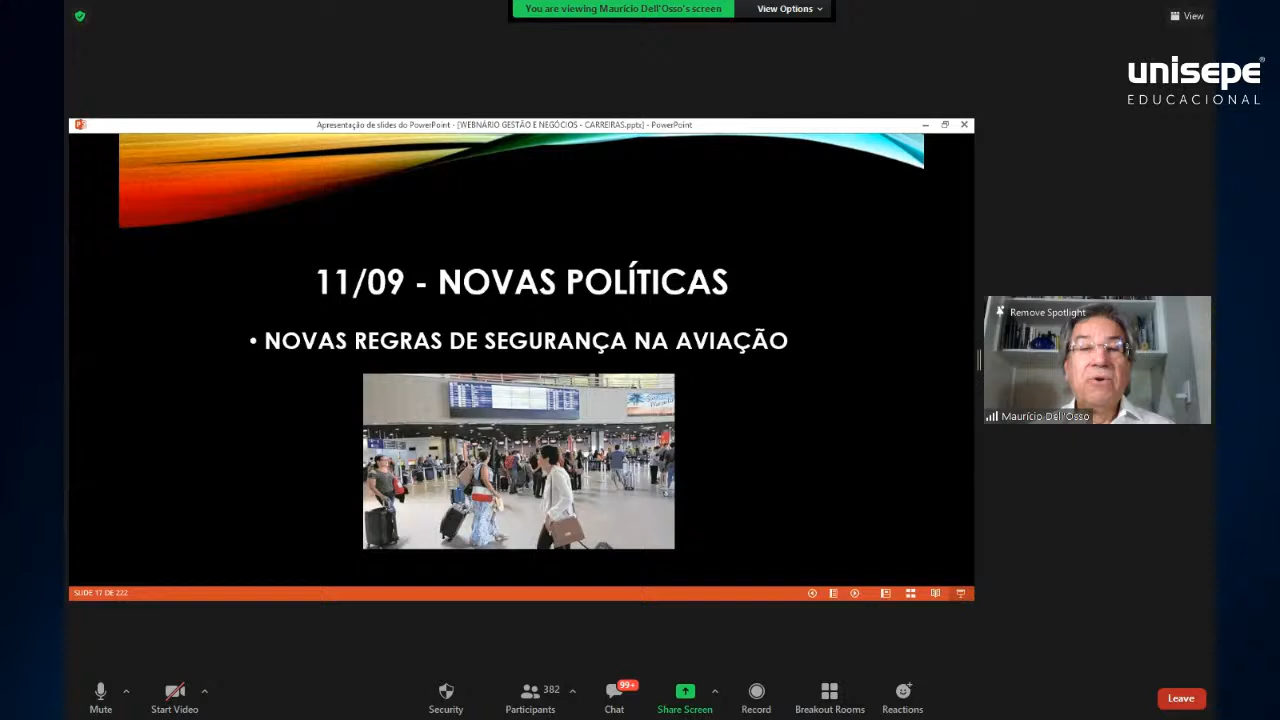 You are viewing Maurício Dell'Osso's screen
View Options
View
unisepe
EDUCACIONAL
Apresentação de slides do PowerPoint - [WEBNÁRIO GESTÃO E NEGÓCIOS - CARREIRAS.pptx] - PowerPoint
11/09 - NOVAS POLÍTICAS
• NOVAS REGRAS DE SEGURANÇA NA AVIAÇÃO
Remove Spotlight
Maurício Dell'Osso
SLIDE 17 DE 222
Mute
Start Video
Security
382
Participants
99+
Chat
Share Screen
Record
Breakout Rooms
Reactions
Leave